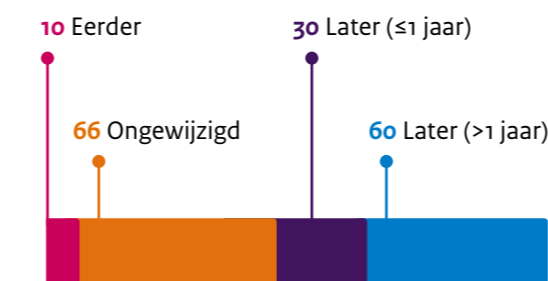 10 Eerder
30 Later (≤1 jaar)
66 Ongewijzigd
60 Later (>1 jaar)